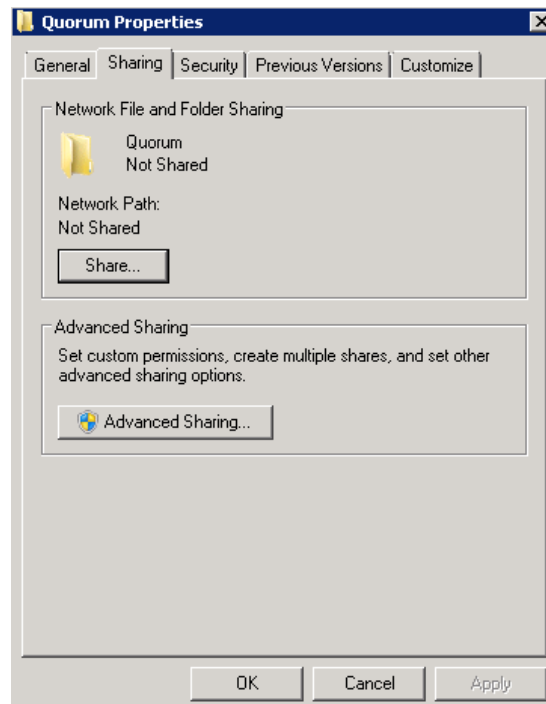 Quorum Properties
General
Sharing
Security
Previous Versions
Customize
Network File and Folder Sharing
Quorum
Not Shared
Network Path:
Not Shared
Share...
Advanced Sharing
Set custom permissions, create multiple shares, and set other
advanced sharing options.
Advanced Sharing...
OK
Cancel
Apply